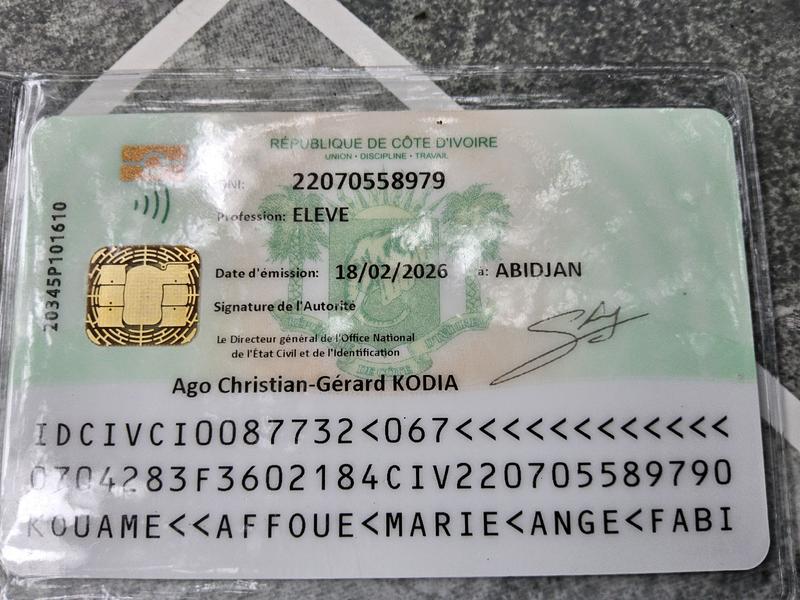 RÉPUBLIQUE DE CÔTE D'IVOIRE
UNION • DISCIPLINE • TRAVAIL
NNI: 22070558979
Profession: ELEVE
20345P101610
Date d'émission: 18/02/2026 à: ABIDJAN
Signature de l'Autorité
Le Directeur général de l'Office National
de l'État Civil et de l'Identification
Ago Christian-Gérard KODIA
IDCIVCI0087732<067<<<<<<<<<<<<
0704283F3602184CIV220705589790
KOUAME<<AFFOUE<MARIE<ANGE<FABI